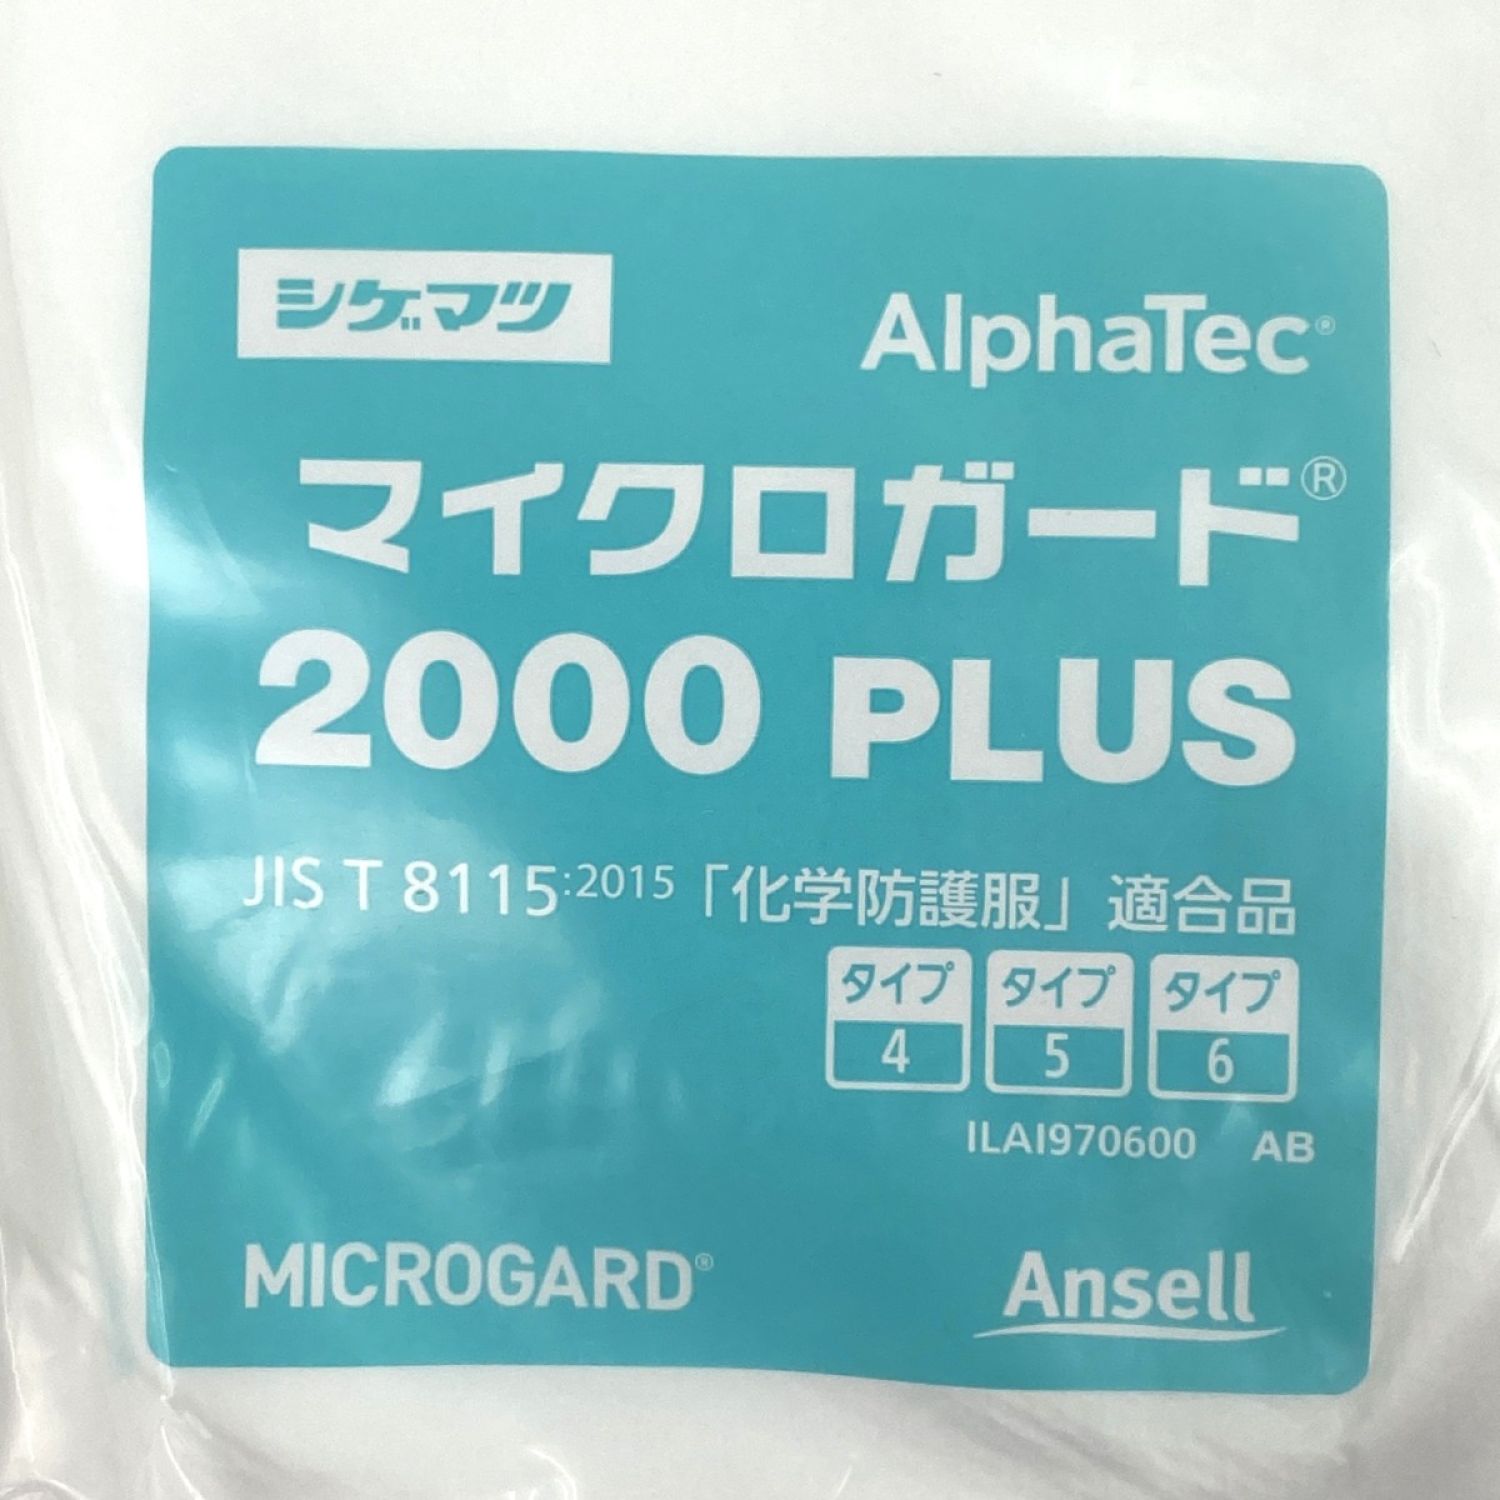 シゲマツ
AlphaTec®
マイクロガード®
2000 PLUS
JIS T 8115:2015「化学防護服」適合品
タイプ 4 タイプ 5 タイプ 6
ILAI970600 AB
MICROGARD®
Ansell